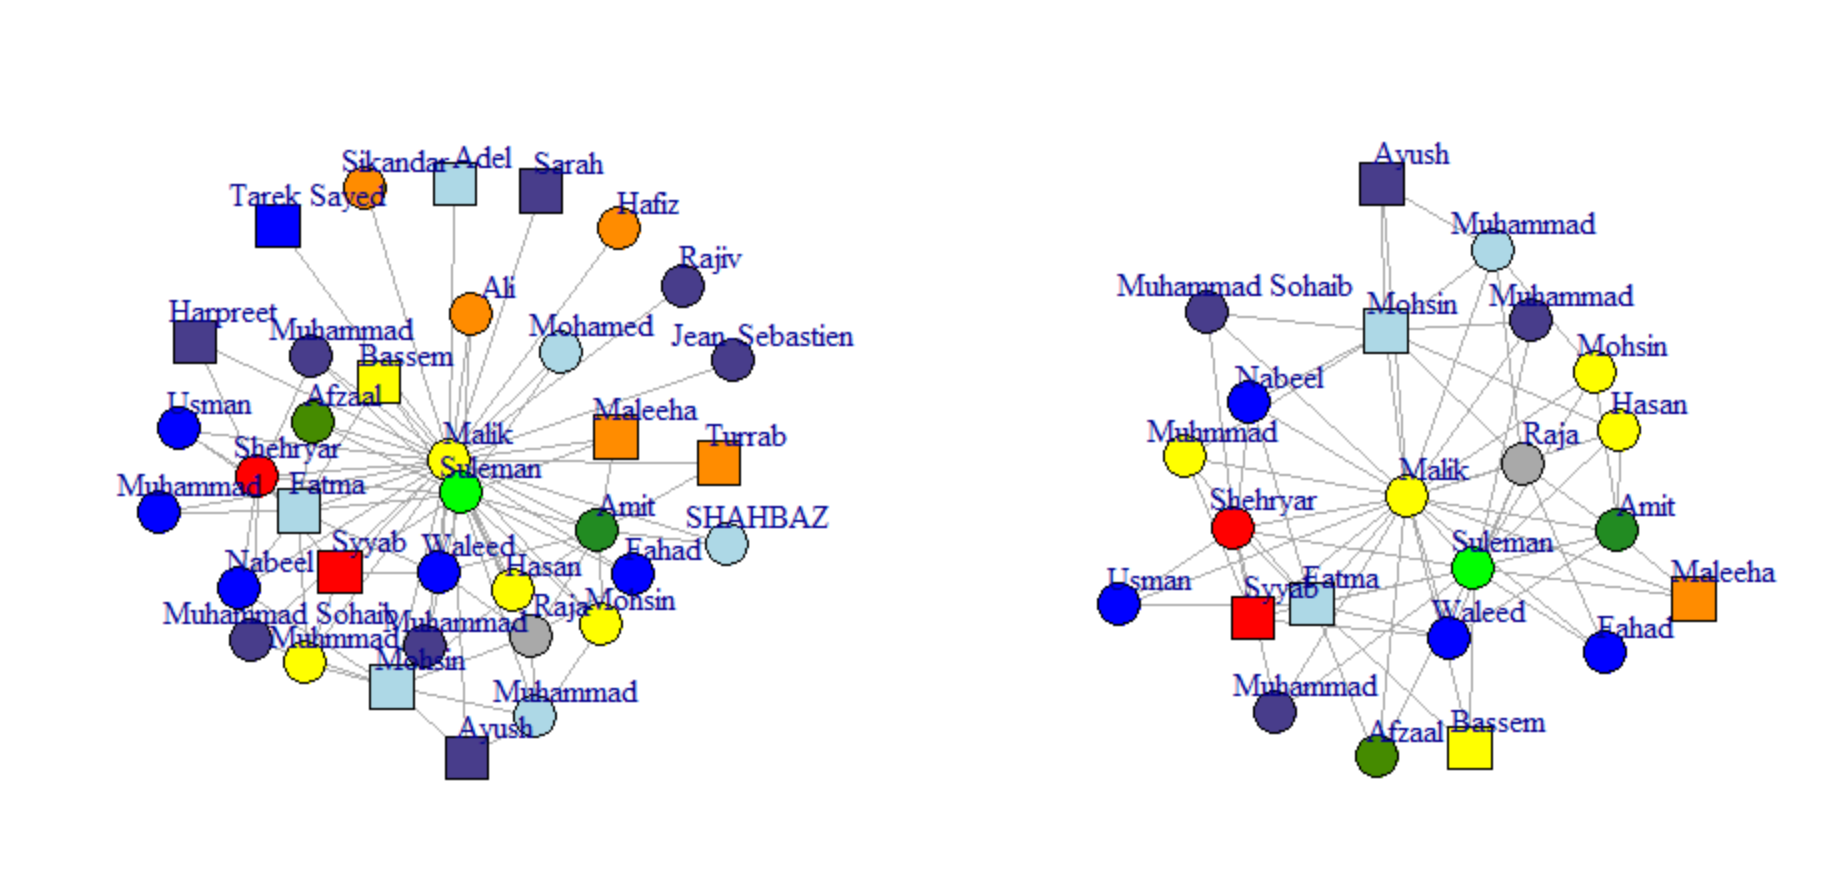 Sikandar
Adel
Sarah
Tarek Sayed
Hafiz
Rajiv
Ali
Harpreet
Muhammad
Mohamed
Jean-Sebastien
Bassem
Usman
Afzaal
Maleeha
Shehryar
Malik
Turrab
Suleman
Muhammad
Fatma
Amit
SHAHBAZ
Syyab
Waleed
Fahad
Nabeel
Hasan
Muhammad Sohaib
Muhammad
Raja
Mohsin
Muhmmad
Mohsin
Muhammad
Ayush
Ayush
Muhammad
Muhammad Sohaib
Mohsin
Muhammad
Mohsin
Nabeel
Hasan
Muhmmad
Raja
Malik
Shehryar
Amit
Suleman
Usman
Syyab
Fatma
Maleeha
Waleed
Fahad
Muhammad
Afzaal
Bassem